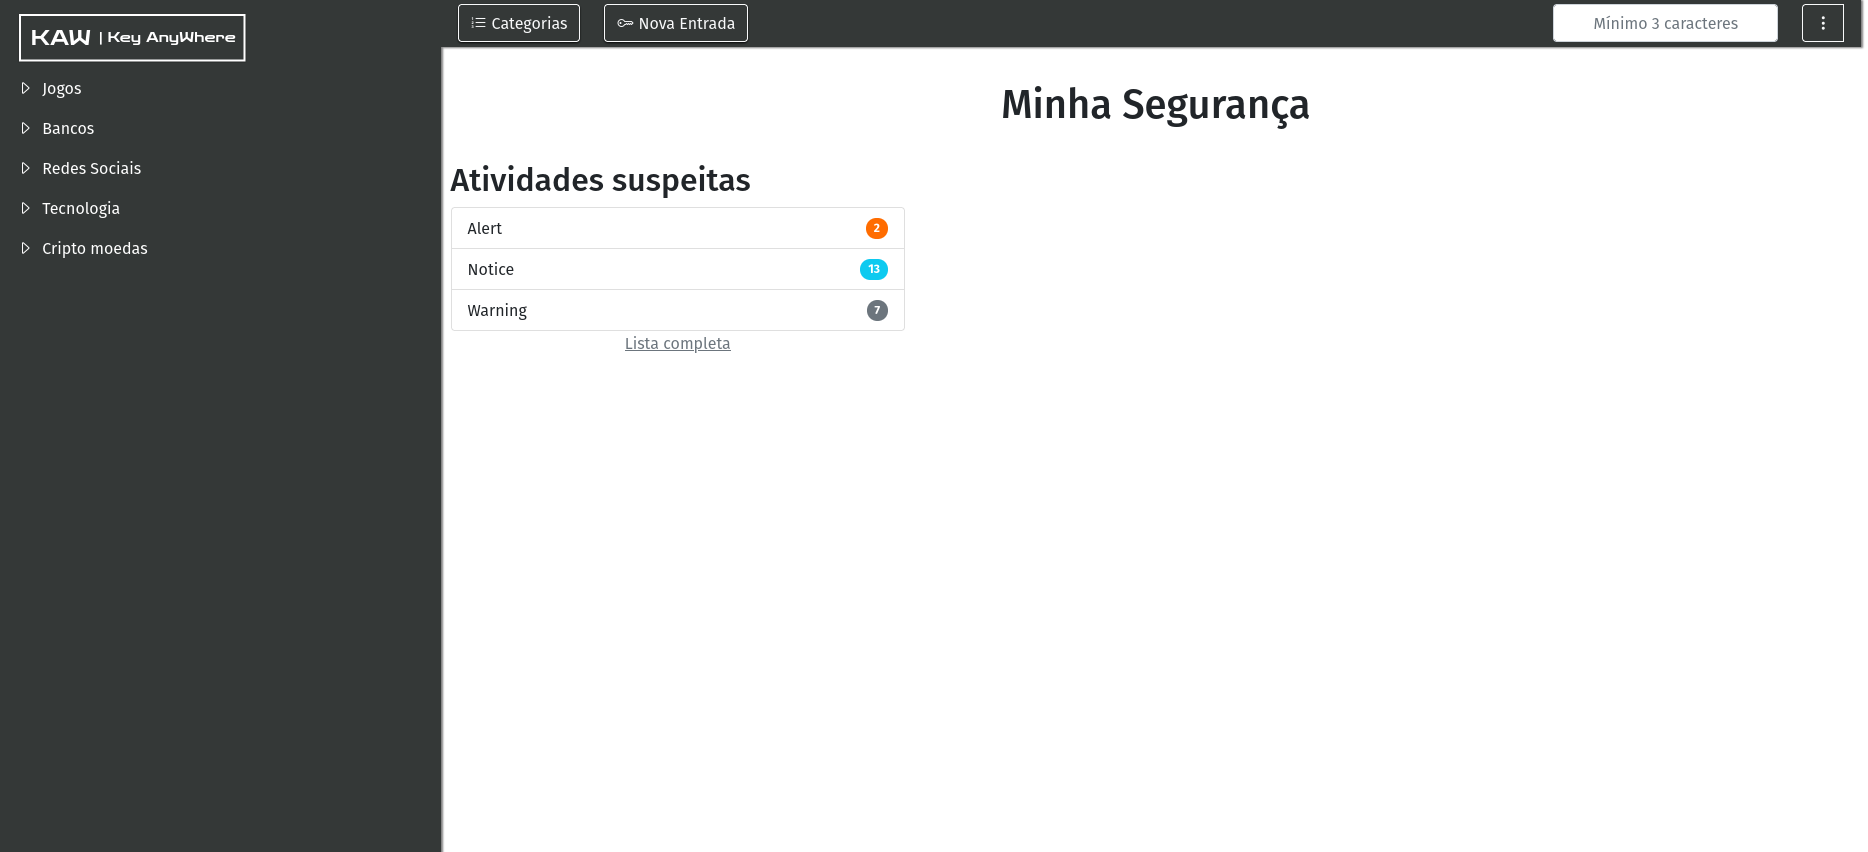 KAW | Key AnyWhere
Jogos
Bancos
Redes Sociais
Tecnologia
Cripto moedas
Categorias
Nova Entrada
Mínimo 3 caracteres
Minha Segurança
Atividades suspeitas
Alert 2
Notice 13
Warning 7
Lista completa